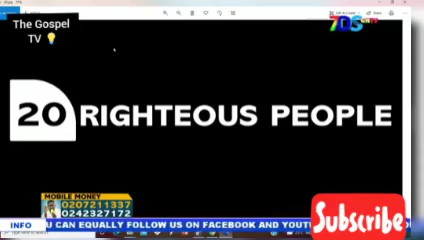 The Gospel
TV
7DSGHTV
20 RIGHTEOUS PEOPLE
MOBILE MONEY
0207211337
0242327172
Subscribe
INFO
U CAN EQUALLY FOLLOW US ON FACEBOOK AND YOUT